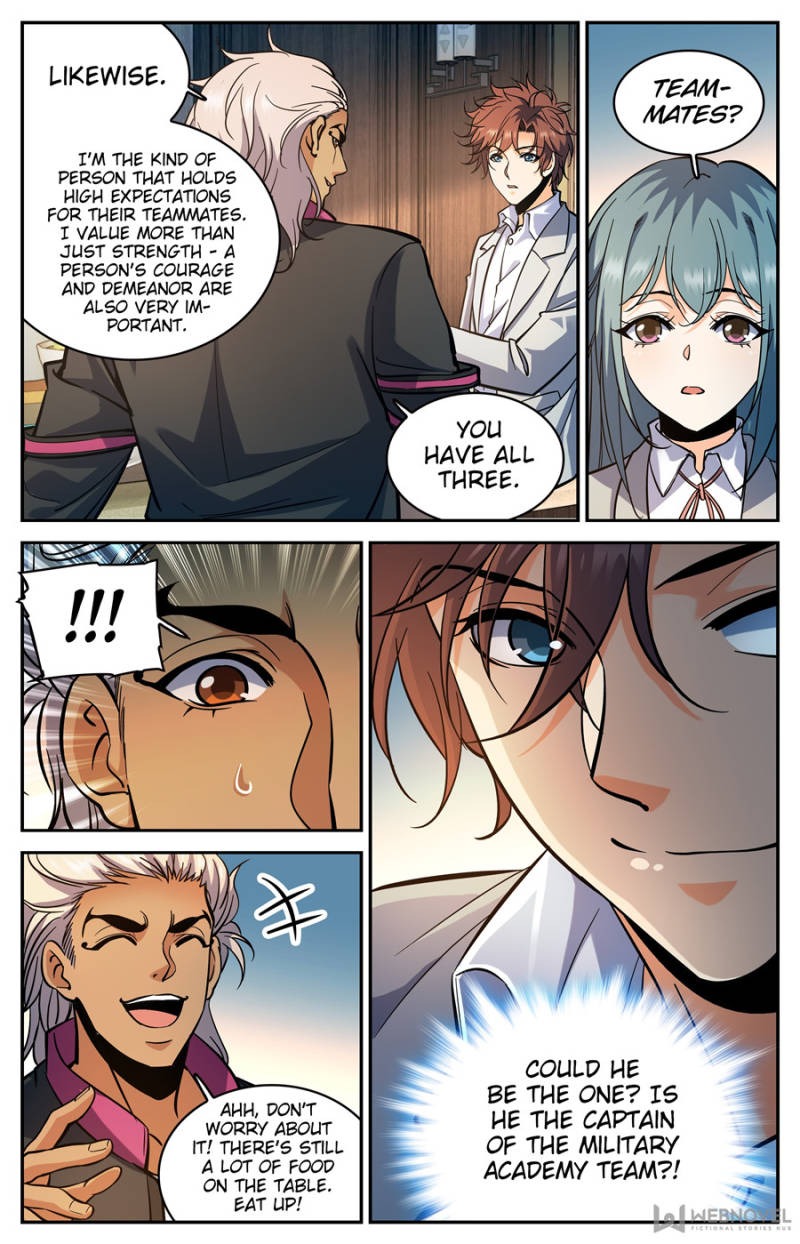 LIKEWISE.
I'M THE KIND OF
PERSON THAT HOLDS
HIGH EXPECTATIONS
FOR THEIR TEAMMATES.
I VALUE MORE THAN
JUST STRENGTH - A
PERSON'S COURAGE
AND DEMEANOR ARE
ALSO VERY IM-
PORTANT.
YOU
HAVE ALL
THREE.
TEAM-
MATES?
!!!
COULD HE
BE THE ONE? IS
HE THE CAPTAIN
OF THE MILITARY
ACADEMY TEAM?!
AHH, DON'T
WORRY ABOUT
IT! THERE'S STILL
A LOT OF FOOD
ON THE TABLE.
EAT UP!
WEBNOVEL
FICTIONAL STORIES HUB